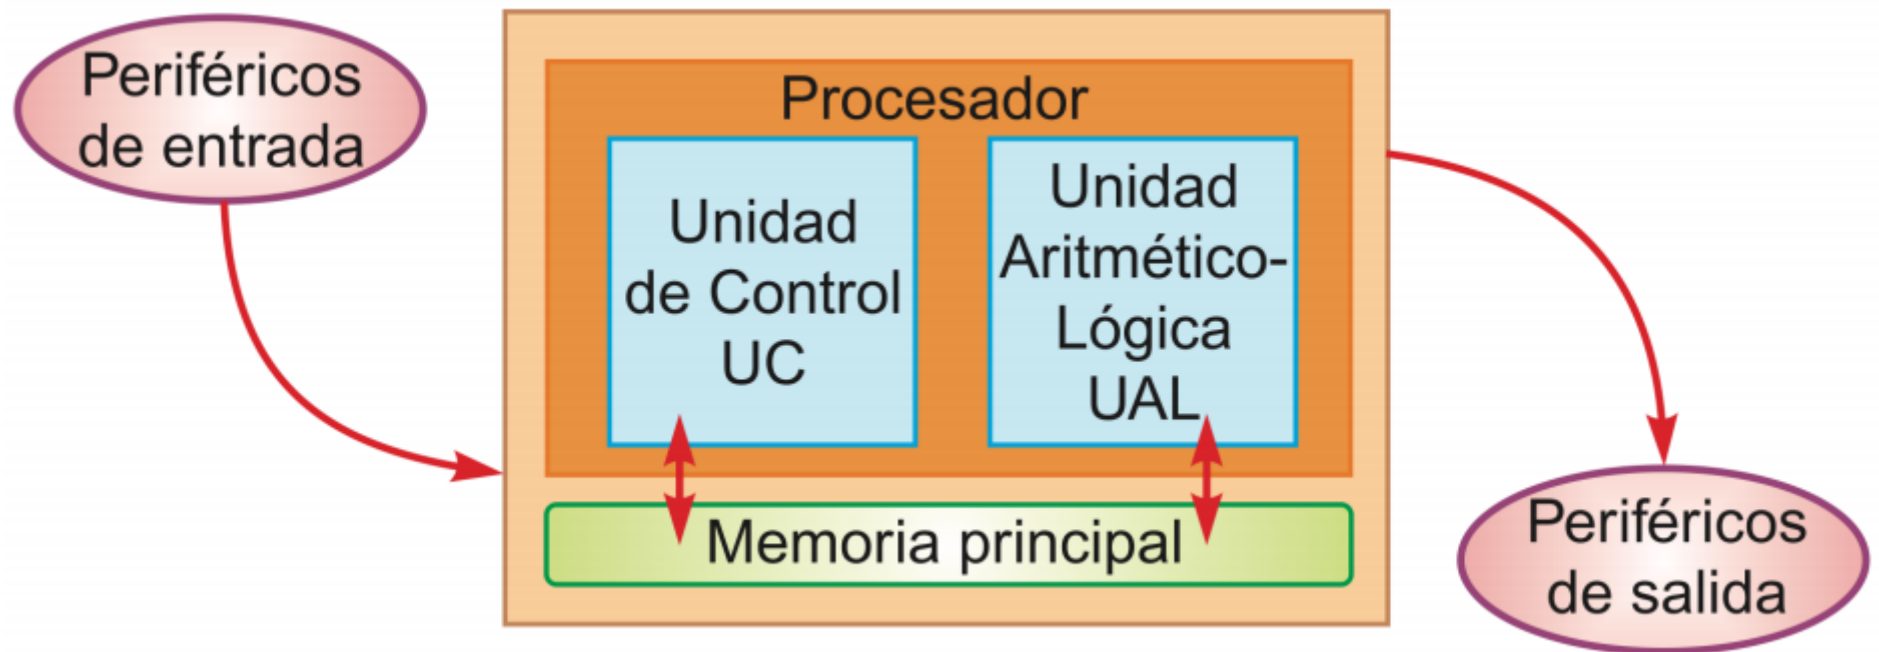 Periféricos
de entrada
Procesador
Unidad
de Control
UC
Unidad
Aritmético-
Lógica
UAL
Memoria principal
Periféricos
de salida